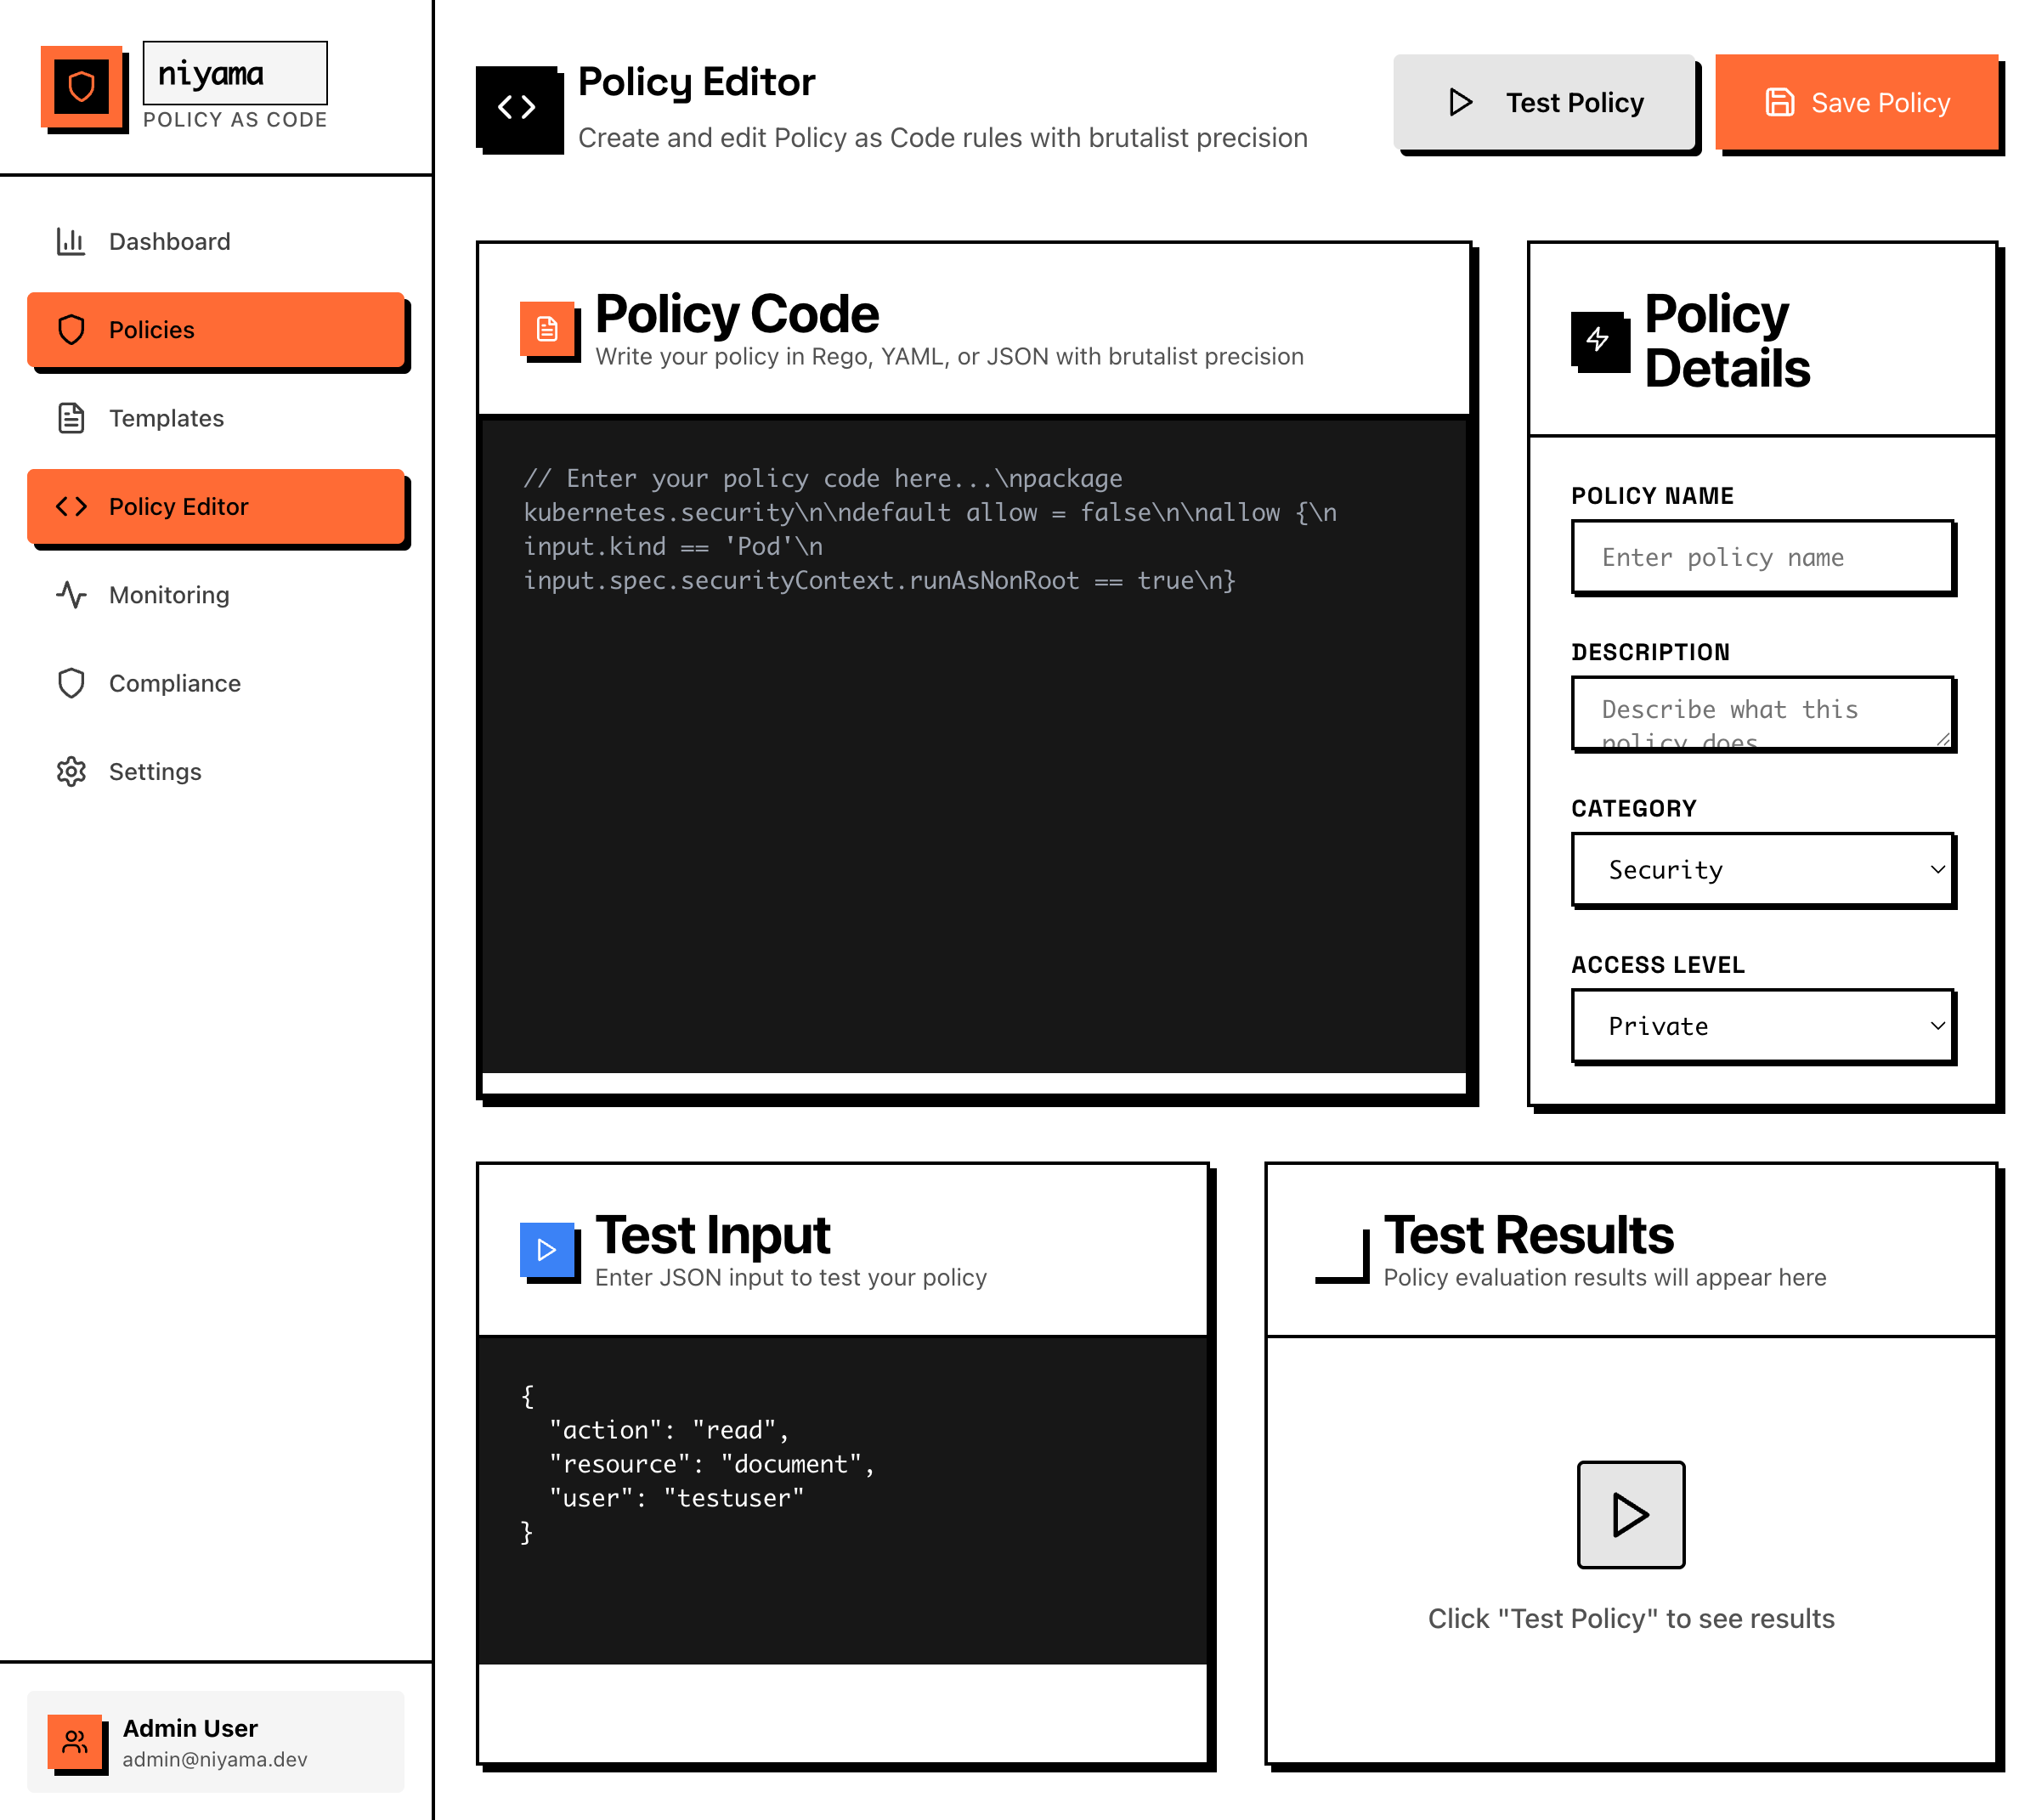 niyama
POLICY AS CODE
Dashboard
Policies
Templates
Policy Editor
Monitoring
Compliance
Settings
Admin User
admin@niyama.dev
Policy Editor
Create and edit Policy as Code rules with brutalist precision
Test Policy
Save Policy
Policy Code
Write your policy in Rego, YAML, or JSON with brutalist precision
// Enter your policy code here...\npackage
kubernetes.security\n\ndefault allow = false\n\nallow {\n
input.kind == 'Pod'\n
input.spec.securityContext.runAsNonRoot == true\n}
Policy
Details
POLICY NAME
Enter policy name
DESCRIPTION
Describe what this
policy does
CATEGORY
Security
ACCESS LEVEL
Private
Test Input
Enter JSON input to test your policy
{
  "action": "read",
  "resource": "document",
  "user": "testuser"
}
Test Results
Policy evaluation results will appear here
Click "Test Policy" to see results